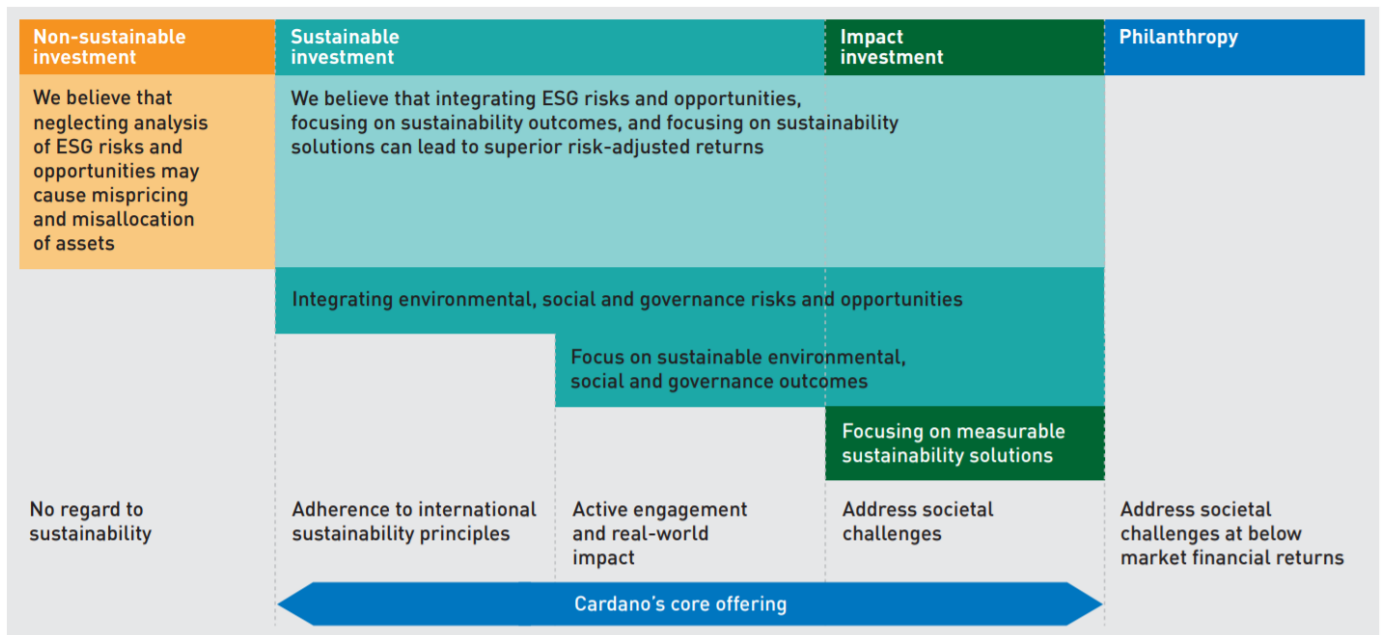 Non-sustainable
investment
Sustainable
investment
Impact
investment
Philanthropy
We believe that
neglecting analysis
of ESG risks and
opportunities may
cause mispricing
and misallocation
of assets
We believe that integrating ESG risks and opportunities,
focusing on sustainability outcomes, and focusing on sustainability
solutions can lead to superior risk-adjusted returns
Integrating environmental, social and governance risks and opportunities
Focus on sustainable environmental,
social and governance outcomes
Focusing on measurable
sustainability solutions
No regard to
sustainability
Adherence to international
sustainability principles
Active engagement
and real-world
impact
Address societal
challenges
Address societal
challenges at below
market financial returns
Cardano's core offering